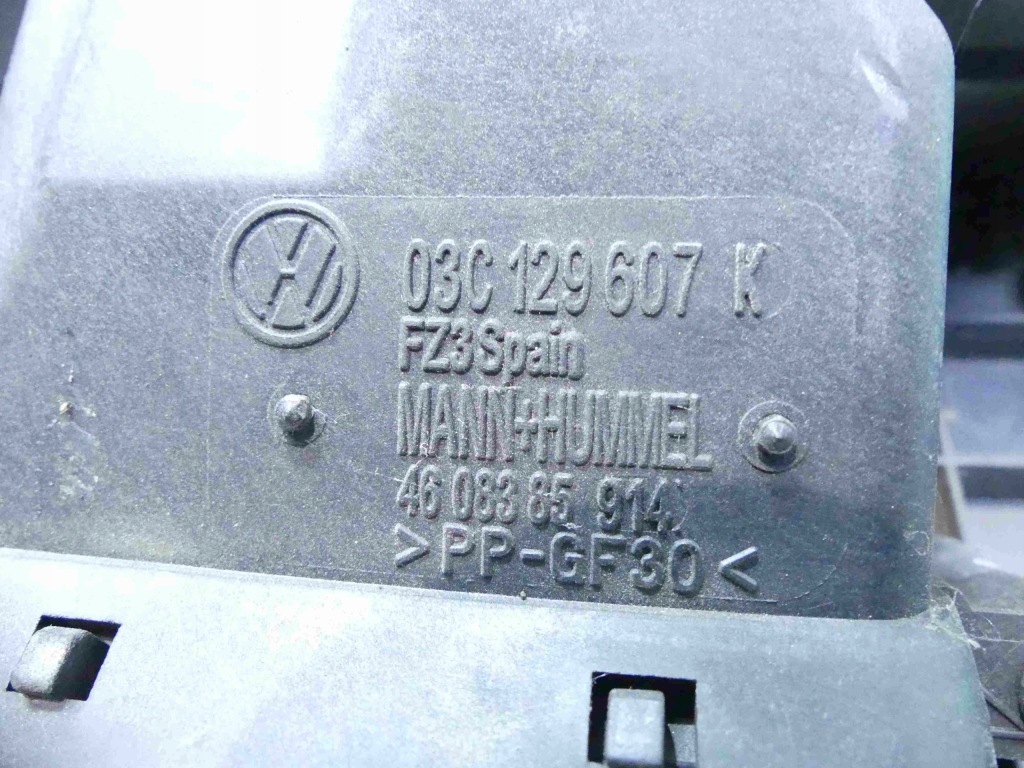 03C 129 607 K
FZ3 Spain
MANN+HUMMEL
46 083 85 914
>PP-GF30<